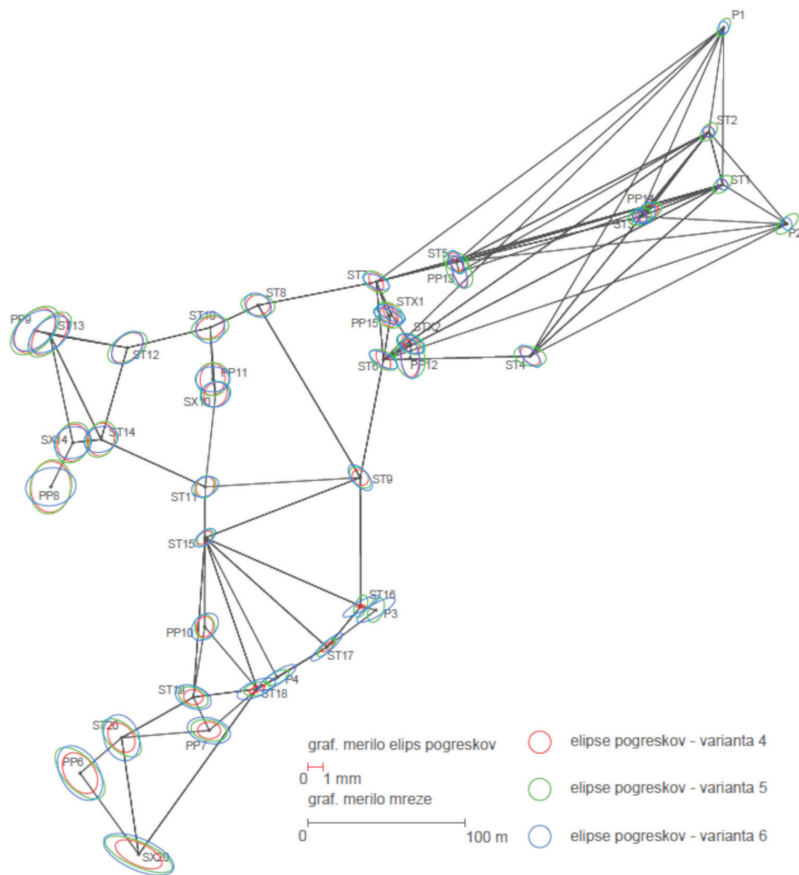 P1
ST2
ST1
PP14
P2
ST5
PP13
ST7
STX1
ST8
PP15
ST10
STX2
PP9
ST13
ST6
PP12
ST4
ST12
PP11
SX10
SX14
ST14
PP8
ST11
ST9
ST15
ST16
P3
PP10
ST17
P4
ST19
ST18
ST20
PP7
PP6
SX20
graf. merilo elips pogreskov
0 1 mm
graf. merilo mreze
0 100 m
elipse pogreskov - varianta 4
elipse pogreskov - varianta 5
elipse pogreskov - varianta 6